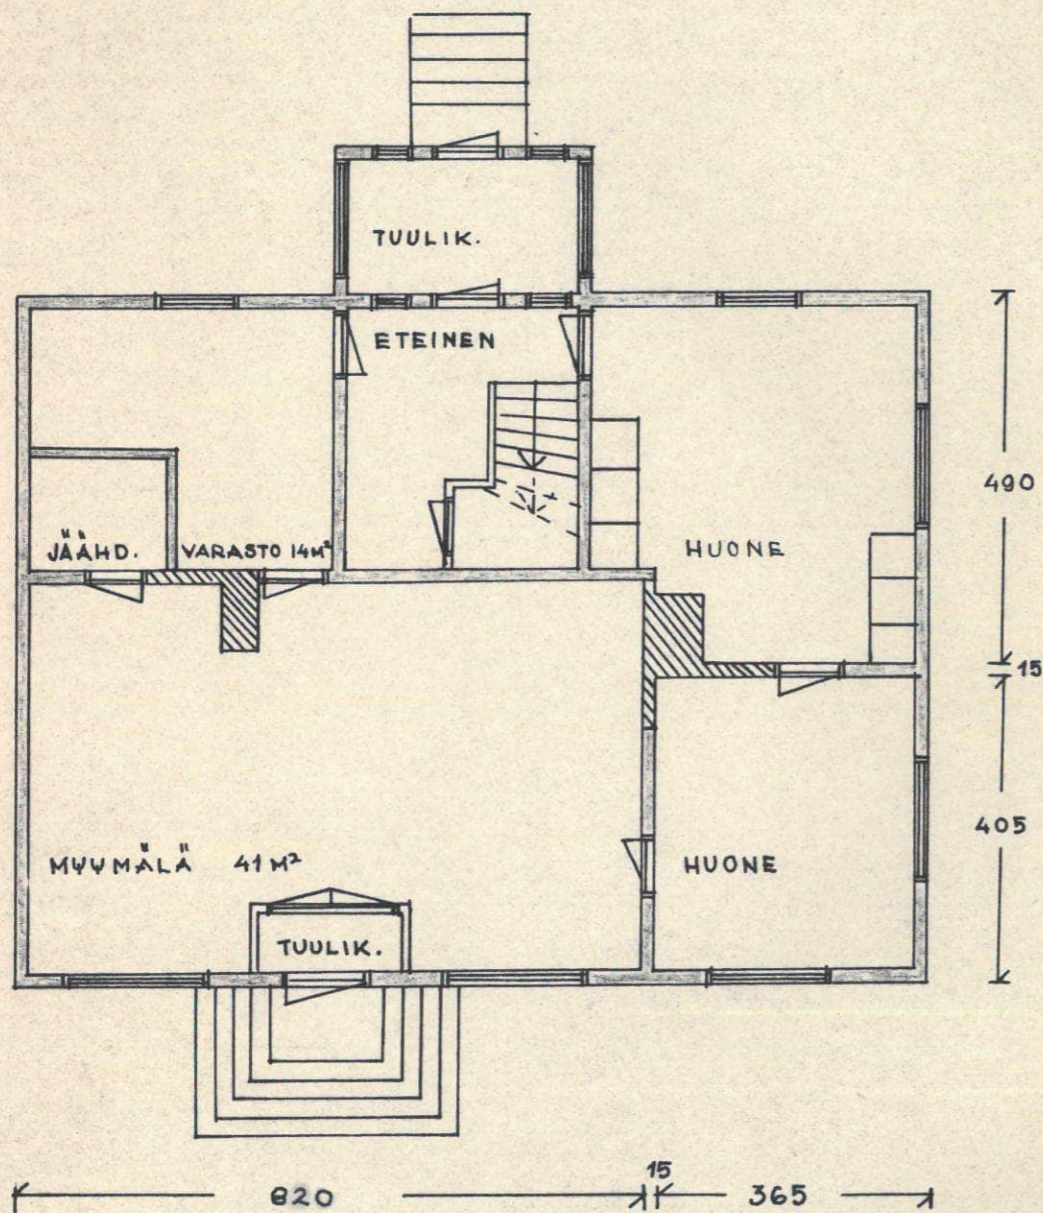 TUULIK.
ETEINEN
490
JÄÄHD.
VARASTO 14M²
HUONE
15
405
MYYMÄLÄ 41 M²
HUONE
TUULIK.
820
15
365